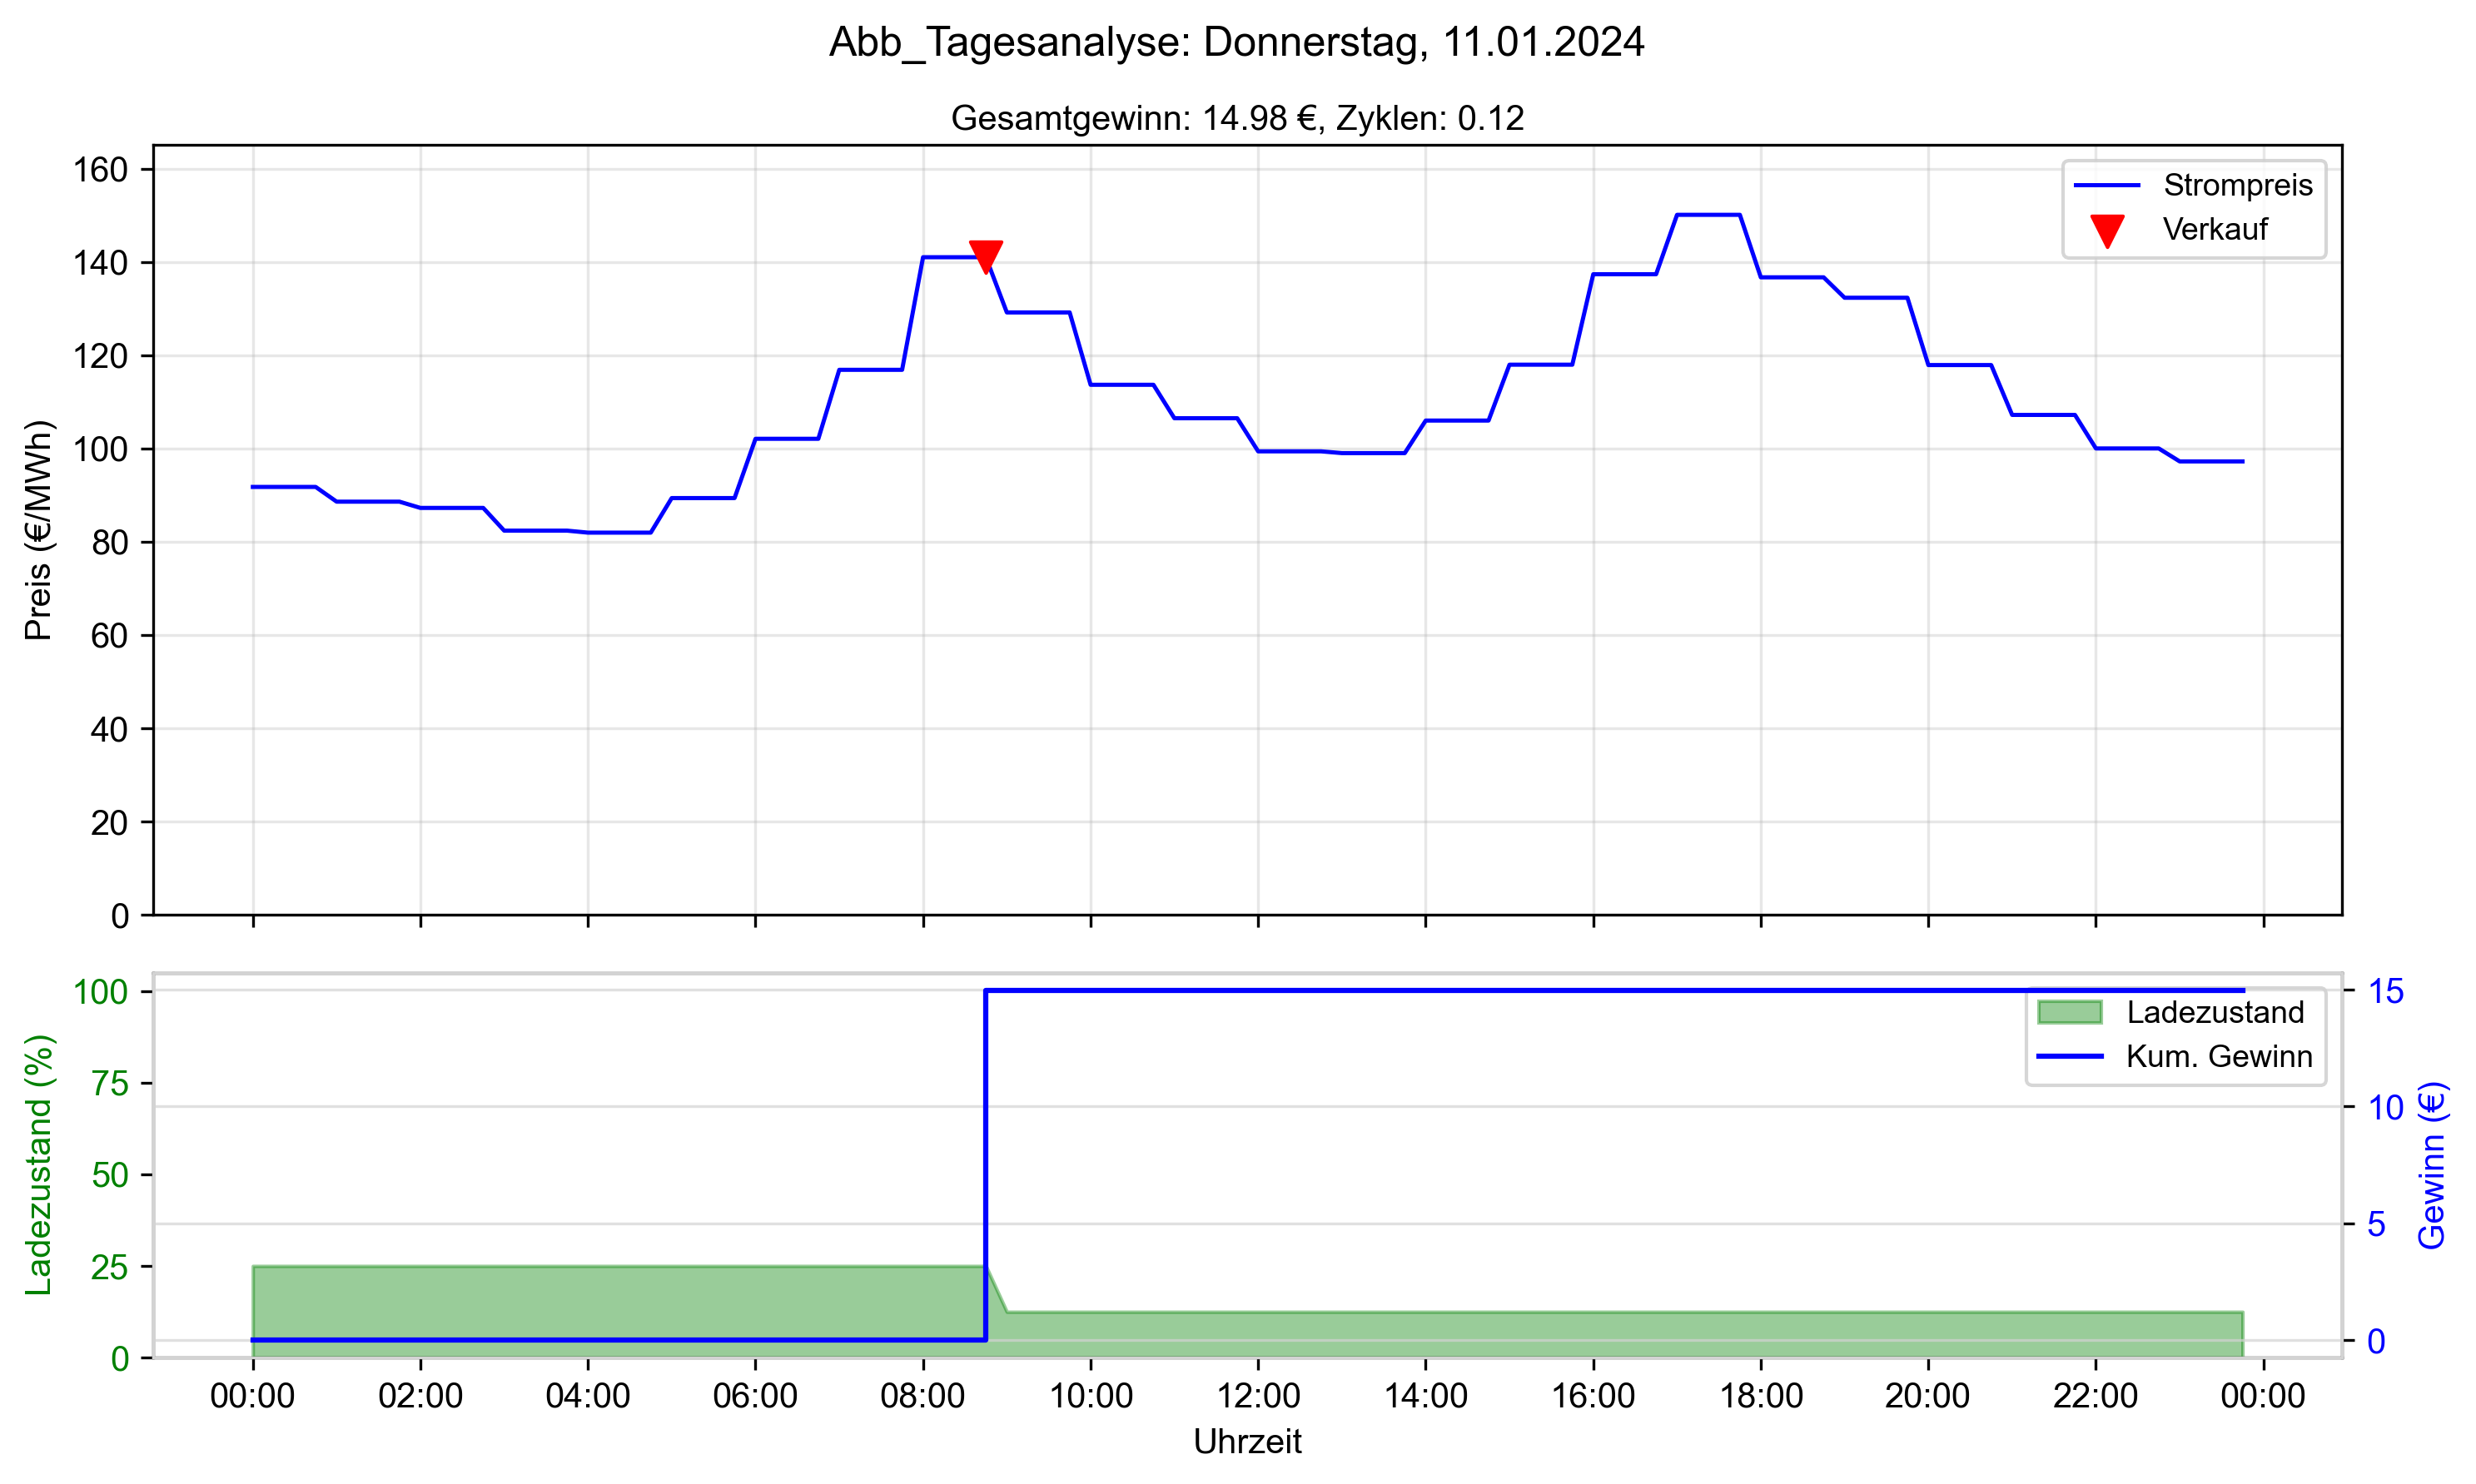 Abb_Tagesanalyse: Donnerstag, 11.01.2024
Gesamtgewinn: 14.98 €, Zyklen: 0.12
Preis (€/MWh)
160
140
120
100
80
60
40
20
0
Strompreis
Verkauf
Ladezustand (%)
100
75
50
25
0
Ladezustand
Kum. Gewinn
15
10
5
0
Gewinn (€)
00:00 02:00 04:00 06:00 08:00 10:00 12:00 14:00 16:00 18:00 20:00 22:00 00:00
Uhrzeit